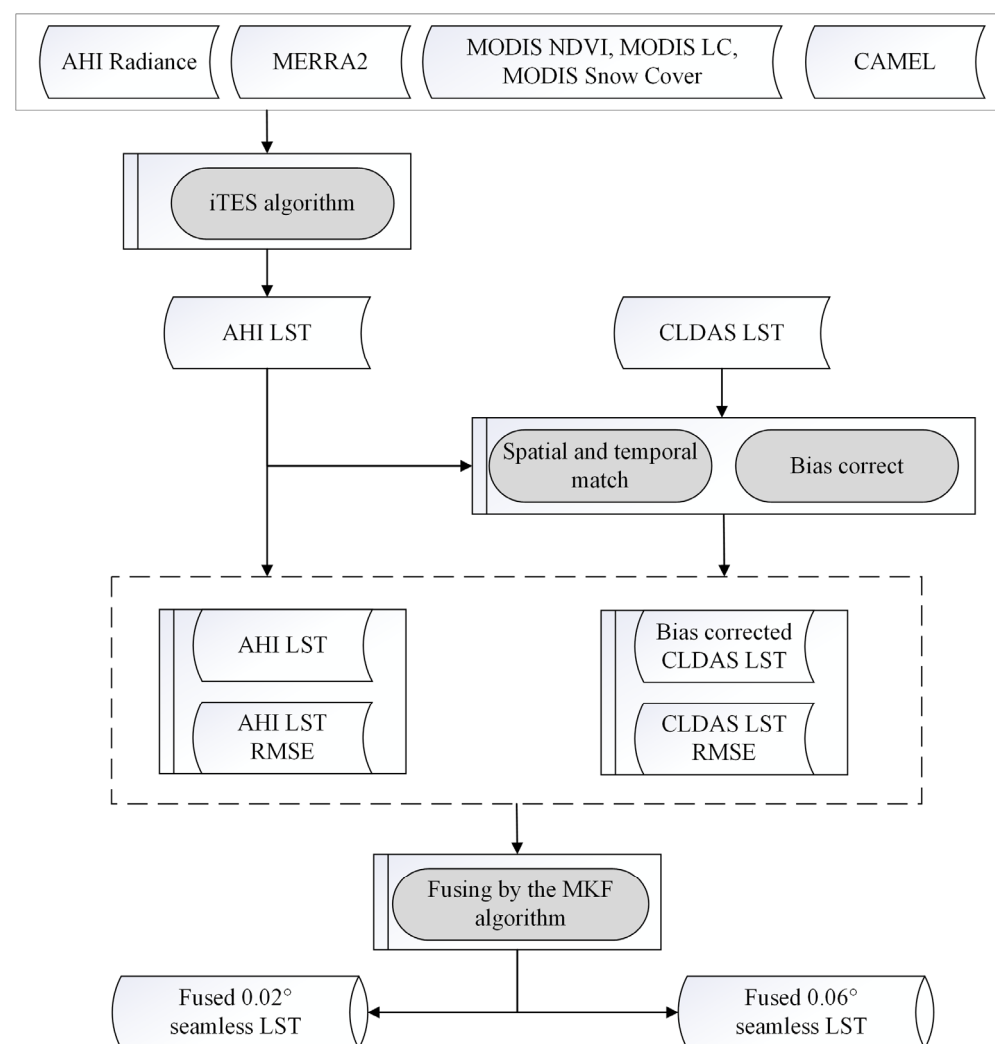 AHI Radiance
MERRA2
MODIS NDVI, MODIS LC,
MODIS Snow Cover
CAMEL
iTES algorithm
AHI LST
CLDAS LST
Spatial and temporal
match
Bias correct
AHI LST
AHI LST
RMSE
Bias corrected
CLDAS LST
CLDAS LST
RMSE
Fusing by the MKF
algorithm
Fused 0.02°
seamless LST
Fused 0.06°
seamless LST